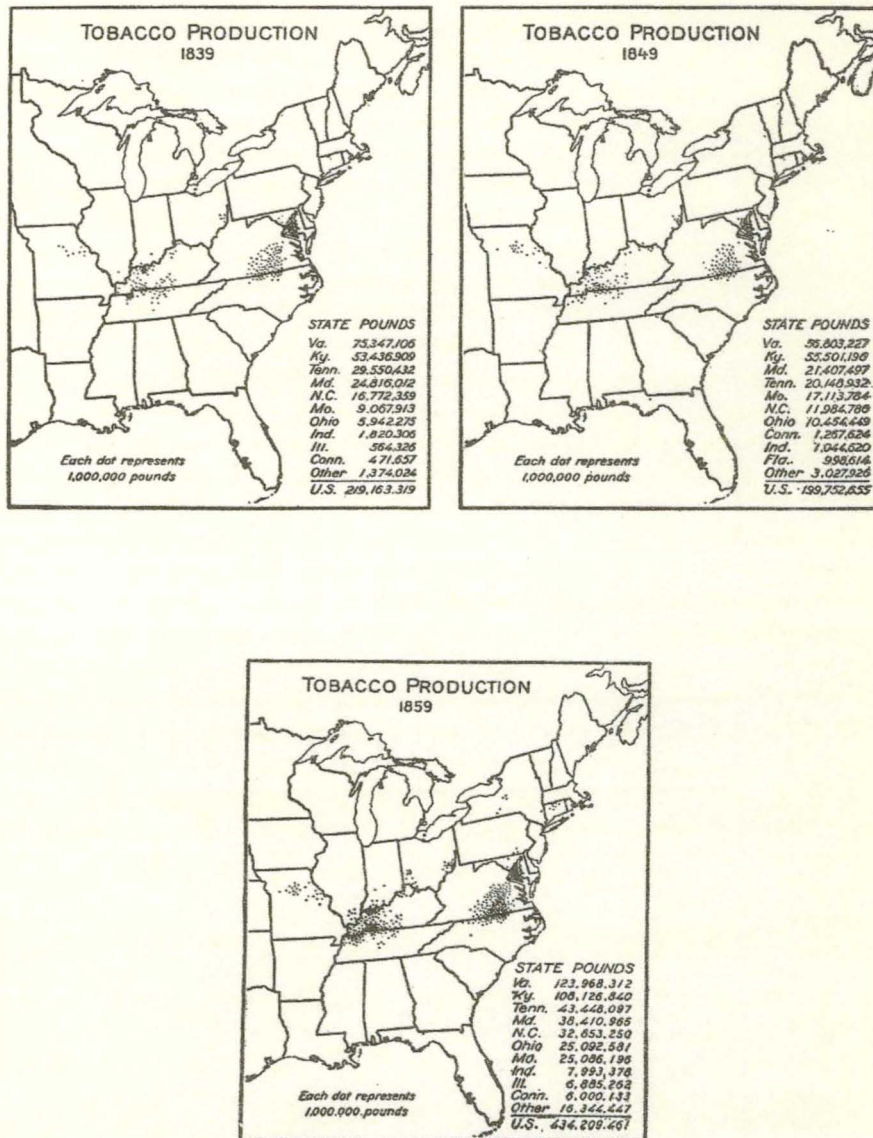 TOBACCO PRODUCTION
1839
STATE POUNDS
Va. 75,347,106
Ky. 53,436,909
Tenn. 29,550,432
Md. 24,816,012
N.C. 16,772,359
Mo. 9,067,913
Ohio 5,942,275
Ind. 1,820,306
Ill. 564,326
Conn. 471,657
Other 1,374,024
U.S. 219,163,319
Each dot represents
1,000,000 pounds
TOBACCO PRODUCTION
1849
STATE POUNDS
Va. 56,803,227
Ky. 55,501,196
Md. 21,407,497
Tenn. 20,148,932
Mo. 17,113,784
N.C. 11,984,786
Ohio 10,454,449
Conn. 1,267,624
Ind. 1,044,620
Fla. 998,614
Other 3,027,926
U.S. 199,752,655
Each dot represents
1,000,000 pounds
TOBACCO PRODUCTION
1859
STATE POUNDS
Va. 123,968,312
Ky. 108,126,840
Tenn. 43,448,097
Md. 38,410,965
N.C. 32,853,250
Ohio 25,092,581
Mo. 25,086,196
Ind. 7,993,378
Ill. 6,885,262
Conn. 6,000,133
Other 16,344,447
U.S. 434,209,461
Each dot represents
1,000,000 pounds